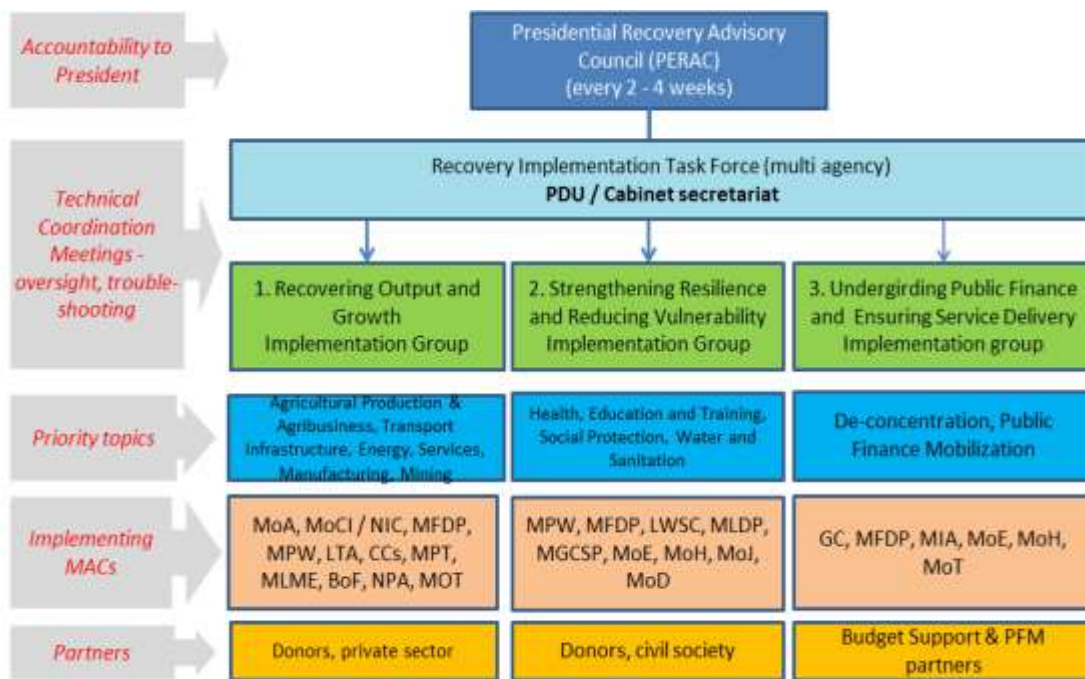 Accountability to
President
Presidential Recovery Advisory
Council (PERAC)
(every 2 - 4 weeks)
Technical
Coordination
Meetings -
oversight, trouble-
shooting
Recovery Implementation Task Force (multi agency)
PDU / Cabinet secretariat
1. Recovering Output and
Growth
Implementation Group
2. Strengthening Resilience
and Reducing Vulnerability
Implementation Group
3. Undergirding Public Finance
and Ensuring Service Delivery
Implementation group
Priority topics
Agricultural Production &
Agribusiness, Transport
Infrastructure, Energy, Services,
Manufacturing, Mining
Health, Education and Training,
Social Protection, Water and
Sanitation
De-concentration, Public
Finance Mobilization
Implementing
MACs
MoA, MoCI / NIC, MFDP,
MPW, LTA, CCs, MPT,
MLME, BoF, NPA, MOT
MPW, MFDP, LWSC, MLDP,
MGCSP, MoE, MoH, MoJ,
MoD
GC, MFDP, MIA, MoE, MoH,
MoT
Partners
Donors, private sector
Donors, civil society
Budget Support & PFM
partners